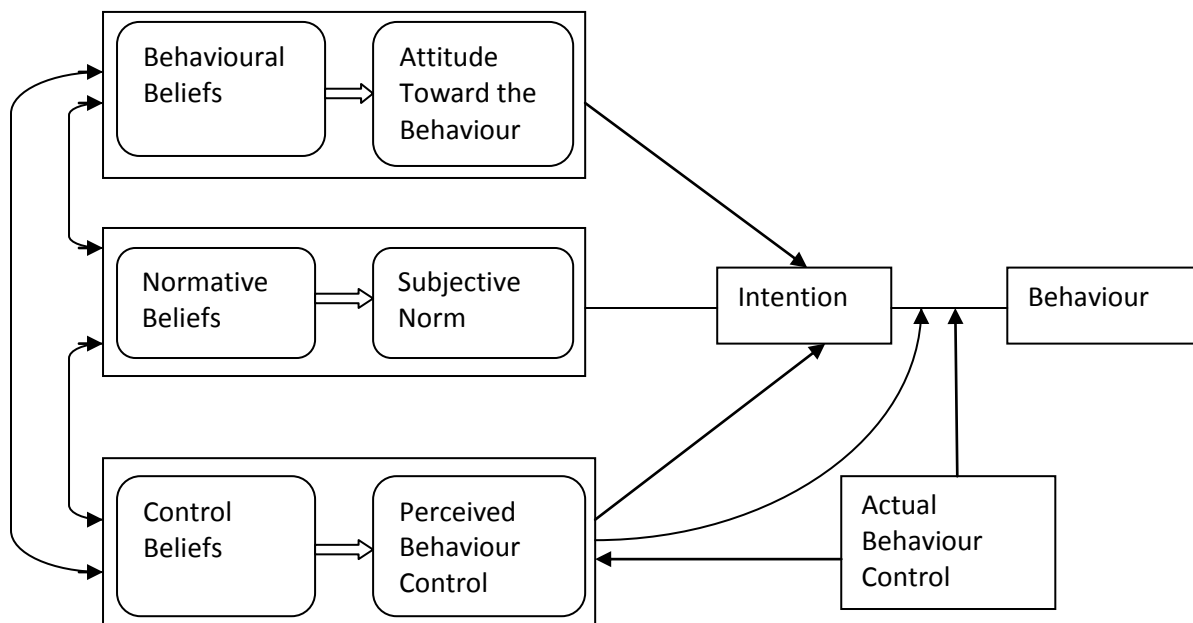 Behavioural
Beliefs
Attitude
Toward the
Behaviour
Normative
Beliefs
Subjective
Norm
Intention
Behaviour
Control
Beliefs
Perceived
Behaviour
Control
Actual
Behaviour
Control